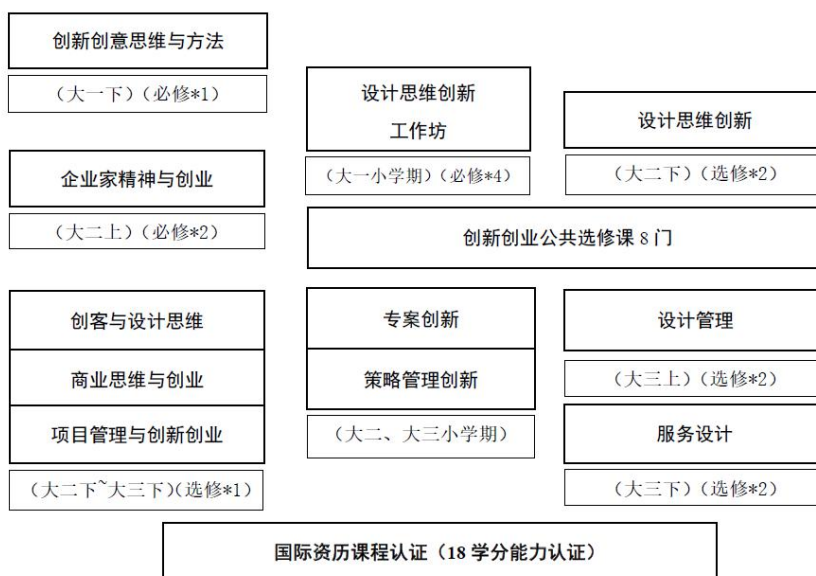 创新创意思维与方法
（大一下）（必修*1）
设计思维创新
工作坊
（大一小学期）（必修*4）
设计思维创新
（大二下）（选修*2）
企业家精神与创业
（大二上）（必修*2）
创新创业公共选修课 8 门
创客与设计思维
商业思维与创业
项目管理与创新创业
（大二下~大三下）（选修*1）
专案创新
策略管理创新
（大二、大三小学期）
设计管理
（大三上）（选修*2）
服务设计
（大三下）（选修*2）
国际资历课程认证（18 学分能力认证）